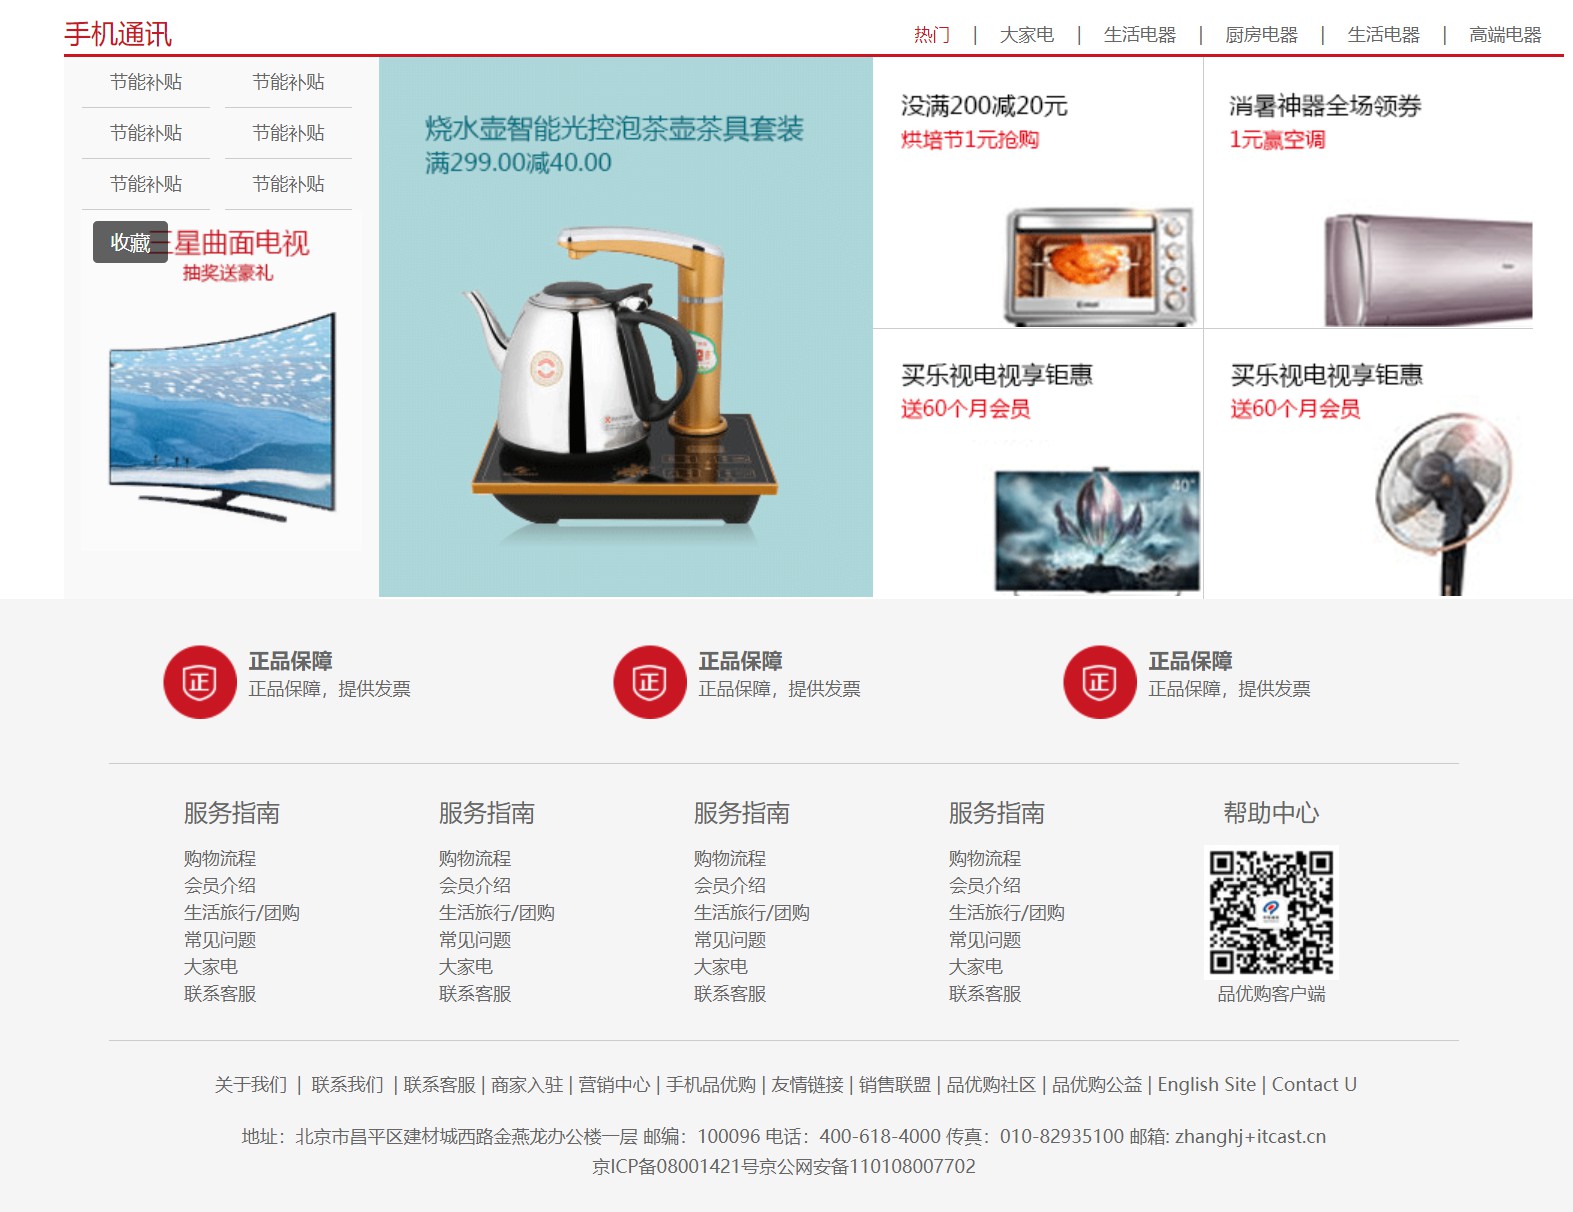 手机通讯
热门 | 大家电 | 生活电器 | 厨房电器 | 生活电器 | 高端电器
节能补贴 节能补贴
节能补贴 节能补贴
节能补贴 节能补贴
收藏
三星曲面电视
抽奖送豪礼
烧水壶智能光控泡茶壶茶具套装
满299.00减40.00
没满200减20元
烘培节1元抢购
消暑神器全场领券
1元赢空调
买乐视电视享钜惠
送60个月会员
40"
买乐视电视享钜惠
送60个月会员
正
正品保障
正品保障，提供发票
正
正品保障
正品保障，提供发票
正
正品保障
正品保障，提供发票
服务指南
购物流程
会员介绍
生活旅行/团购
常见问题
大家电
联系客服
服务指南
购物流程
会员介绍
生活旅行/团购
常见问题
大家电
联系客服
服务指南
购物流程
会员介绍
生活旅行/团购
常见问题
大家电
联系客服
服务指南
购物流程
会员介绍
生活旅行/团购
常见问题
大家电
联系客服
帮助中心
品优购客户端
关于我们 | 联系我们 | 联系客服 | 商家入驻 | 营销中心 | 手机品优购 | 友情链接 | 销售联盟 | 品优购社区 | 品优购公益 | English Site | Contact U
地址：北京市昌平区建材城西路金燕龙办公楼一层 邮编：100096 电话：400-618-4000 传真：010-82935100 邮箱: zhanghj+itcast.cn
京ICP备08001421号京公网安备110108007702